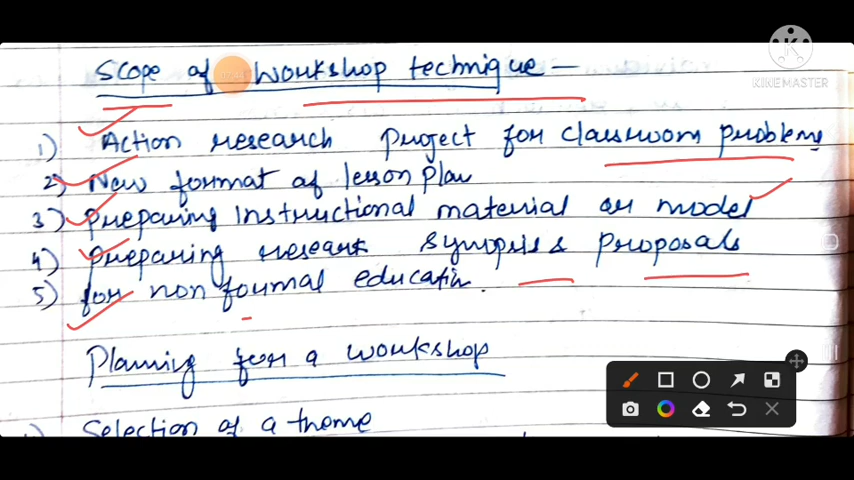 KINEMASTER
Scope of workshop technique —
1) Action research project for classroom problems
2) New format of lesson plan
3) Preparing instructional material or model
4) Preparing research synopsis & proposals
5) for non formal education.
Planning for a workshop
Selection of a theme